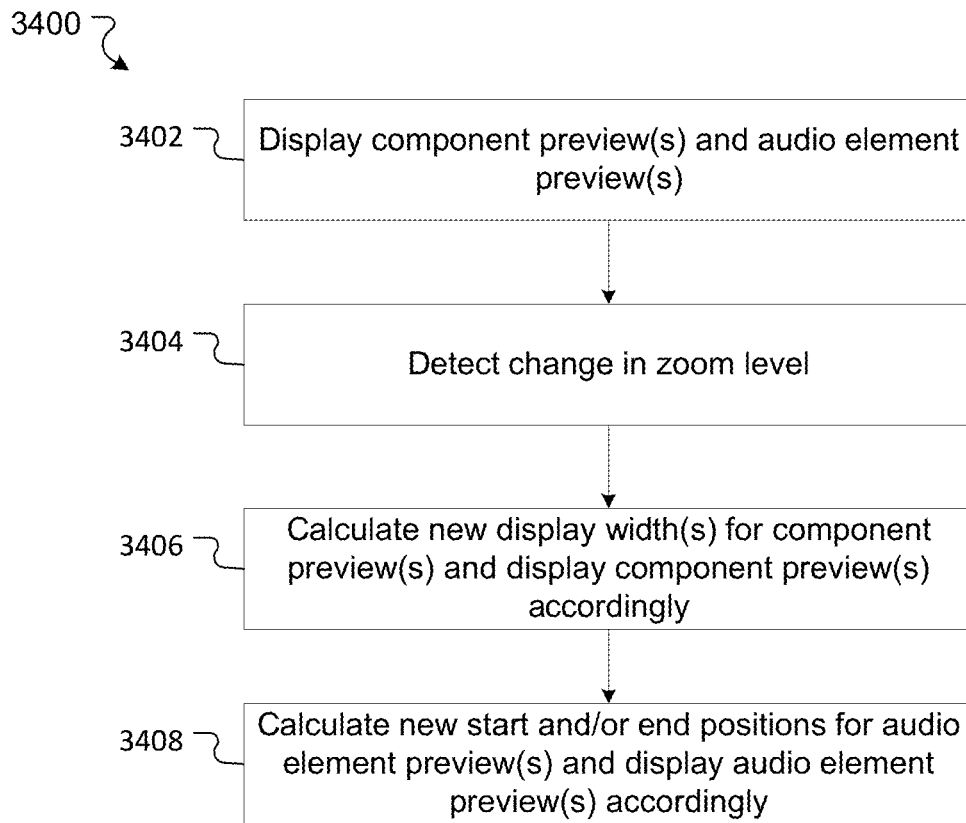 3400
3402
Display component preview(s) and audio element
preview(s)
3404
Detect change in zoom level
3406
Calculate new display width(s) for component
preview(s) and display component preview(s)
accordingly
3408
Calculate new start and/or end positions for audio
element preview(s) and display audio element
preview(s) accordingly